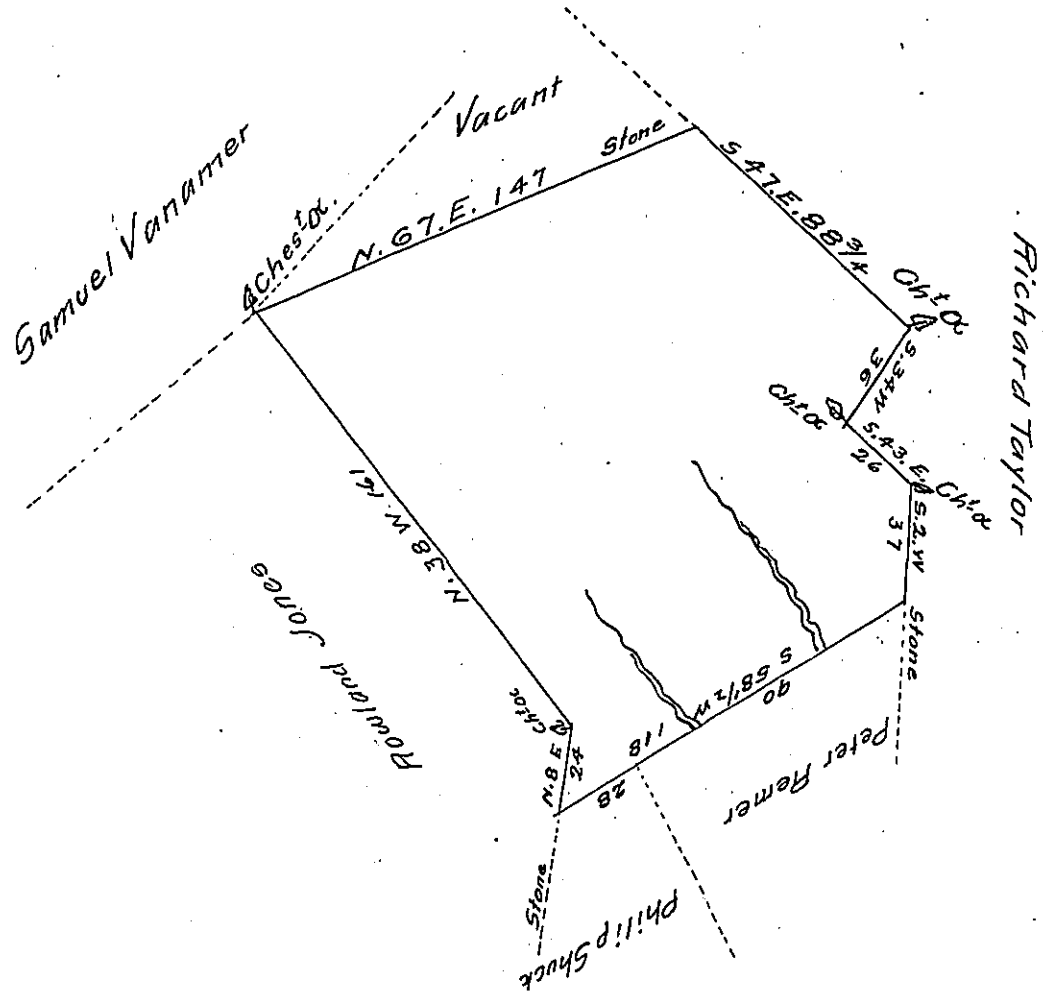 Samuel Vanamer
Vacant
Chest α.
N. 67. E. 147
Stone
S 47. E. 88 3/4
Richard Taylor
Cht α
S. 34 W
36
Cht α
S. 43. E.
26
Cht α
S. 2. W
37
Stone
S 58 1/2 W
118
90
28
Peter Remer
Philip Shuck
Stone
N. 8 E
24
Cht α
N. 38 W. 161
Rowland Jones